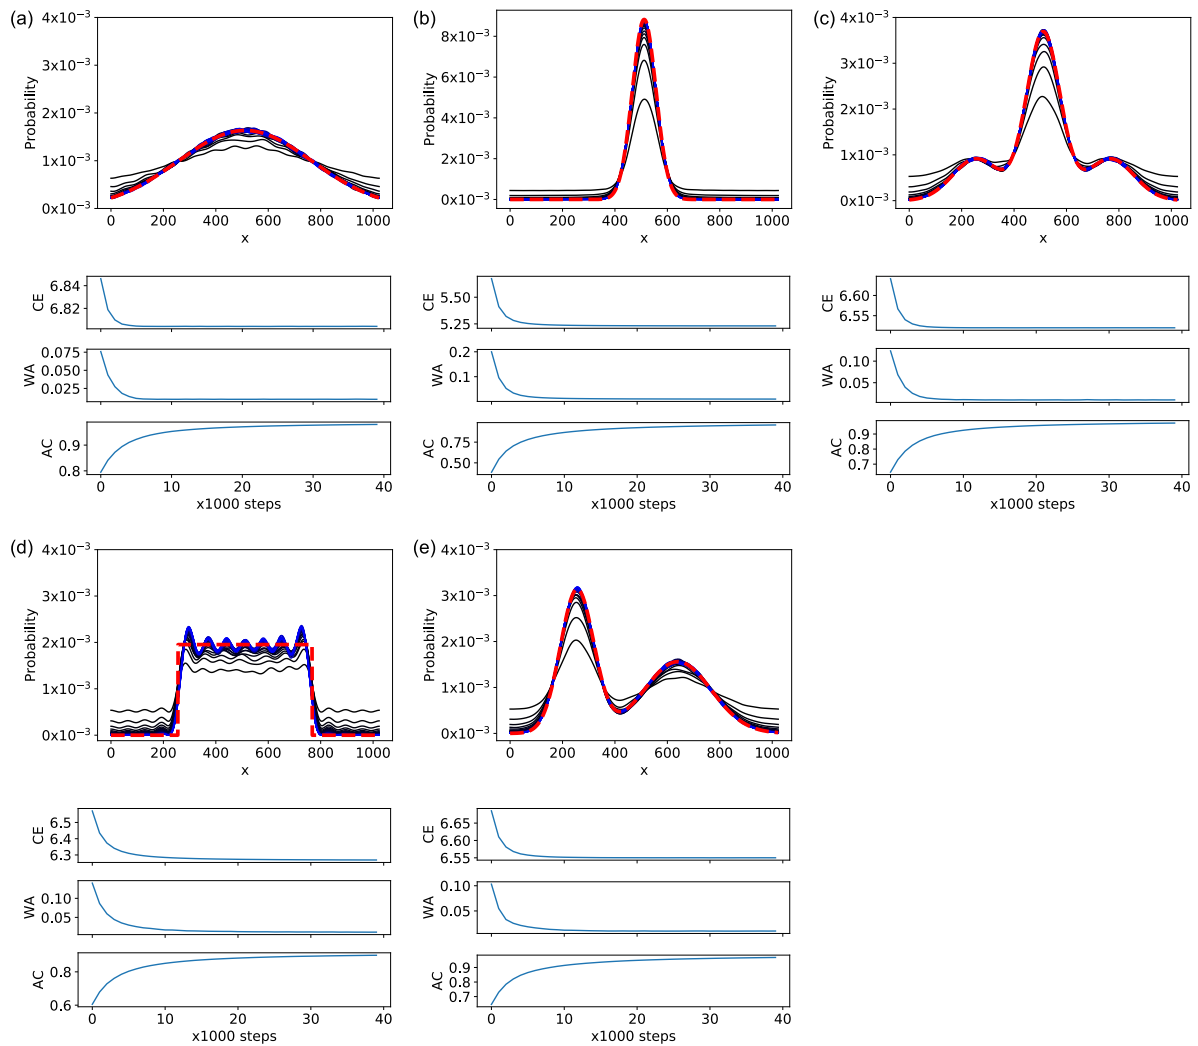 (a)
4x10⁻³
3x10⁻³
2x10⁻³
1x10⁻³
0x10⁻³
Probability
0 200 400 600 800 1000
x
6.84
6.82
CE
0.075
0.050
0.025
WA
0.9
0.8
AC
0 10 20 30 40
x1000 steps
(b)
8x10⁻³
6x10⁻³
4x10⁻³
2x10⁻³
0x10⁻³
Probability
0 200 400 600 800 1000
x
5.50
5.25
CE
0.2
0.1
WA
0.75
0.50
AC
0 10 20 30 40
x1000 steps
(c)
4x10⁻³
3x10⁻³
2x10⁻³
1x10⁻³
0x10⁻³
Probability
0 200 400 600 800 1000
x
6.60
6.55
CE
0.10
0.05
WA
0.9
0.8
0.7
AC
0 10 20 30 40
x1000 steps
(d)
4x10⁻³
3x10⁻³
2x10⁻³
1x10⁻³
0x10⁻³
Probability
0 200 400 600 800 1000
x
6.5
6.4
6.3
CE
0.10
0.05
WA
0.8
0.6
AC
0 10 20 30 40
x1000 steps
(e)
4x10⁻³
3x10⁻³
2x10⁻³
1x10⁻³
0x10⁻³
Probability
0 200 400 600 800 1000
x
6.65
6.60
6.55
CE
0.10
0.05
WA
0.9
0.8
0.7
AC
0 10 20 30 40
x1000 steps